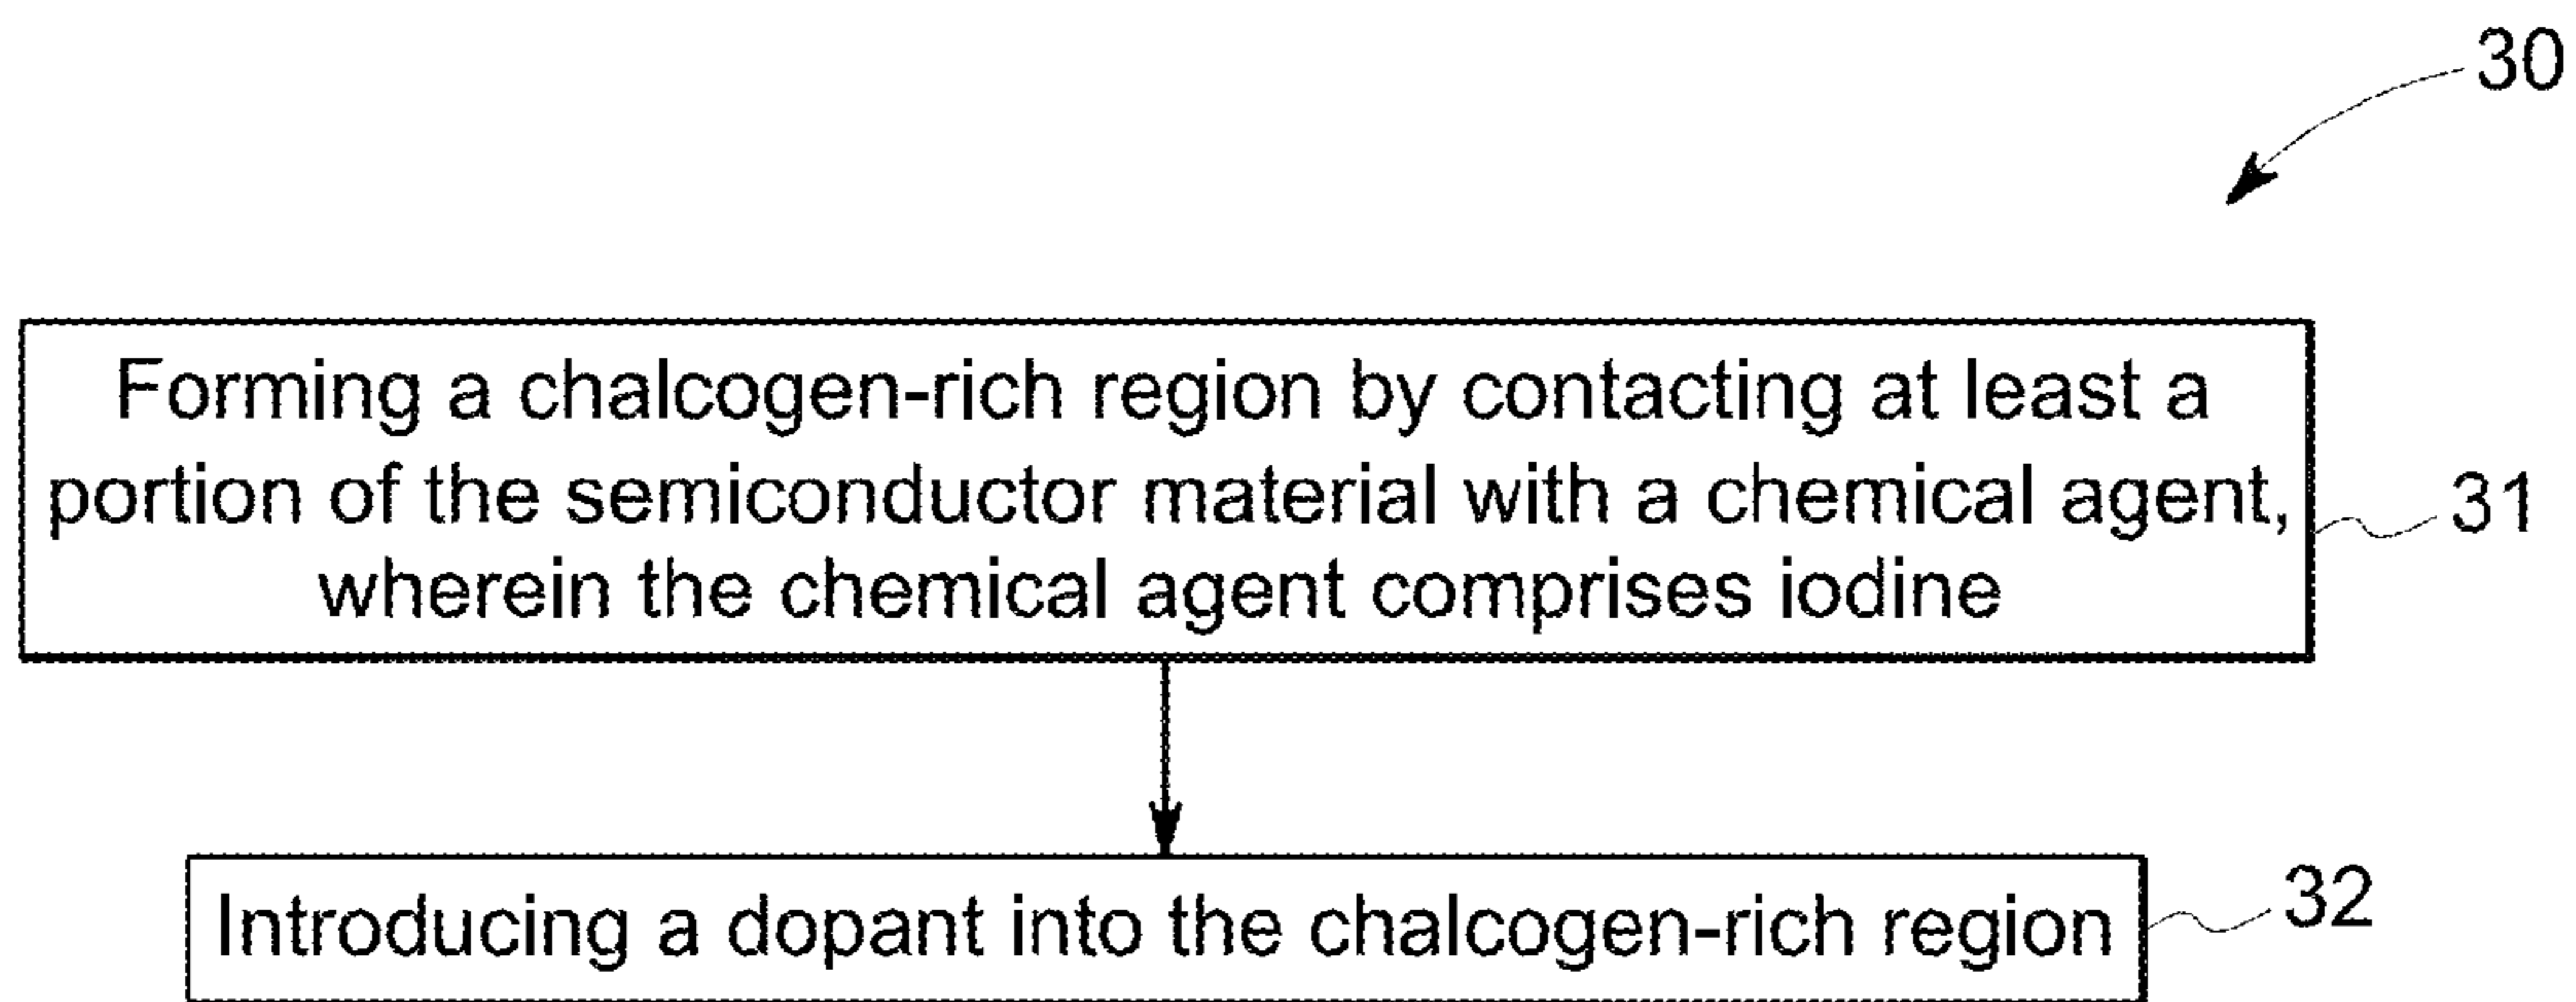 30
Forming a chalcogen-rich region by contacting at least a
portion of the semiconductor material with a chemical agent,
wherein the chemical agent comprises iodine
31
Introducing a dopant into the chalcogen-rich region
32